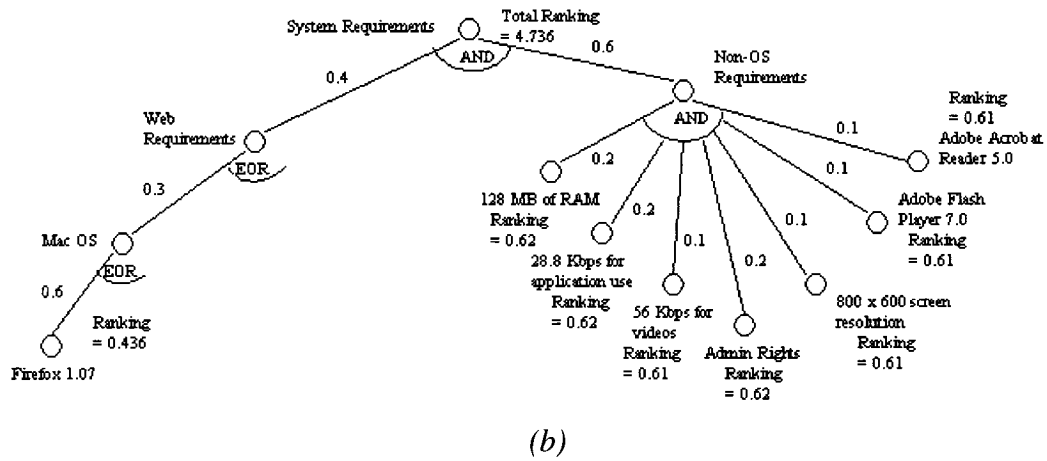 System Requirements
Total Ranking
= 4.736
AND
0.4
0.6
Non-OS
Requirements
AND
Web
Requirements
EOR
0.3
Mac OS
EOR
0.6
Ranking
= 0.436
Firefox 1.07
0.2
128 MB of RAM
Ranking
= 0.62
0.2
28.8 Kbps for
application use
Ranking
= 0.62
0.1
56 Kbps for
videos
Ranking
= 0.61
0.2
Admin Rights
Ranking
= 0.62
0.1
800 x 600 screen
resolution
Ranking
= 0.61
0.1
Adobe Flash
Player 7.0
Ranking
= 0.61
0.1
Ranking
= 0.61
Adobe Acrobat
Reader 5.0
(b)